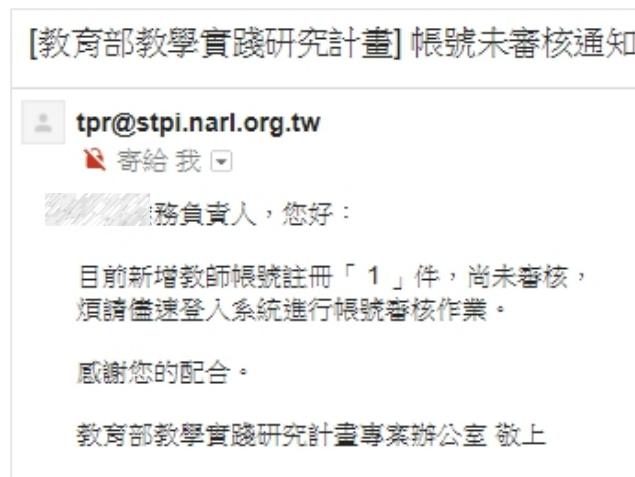 [教育部教學實踐研究計畫] 帳號未審核通知
tpr@stpi.narl.org.tw
寄給 我
務負責人，您好：
目前新增教師帳號註冊「 1 」件，尚未審核，
煩請儘速登入系統進行帳號審核作業。
感謝您的配合。
教育部教學實踐研究計畫專案辦公室 敬上